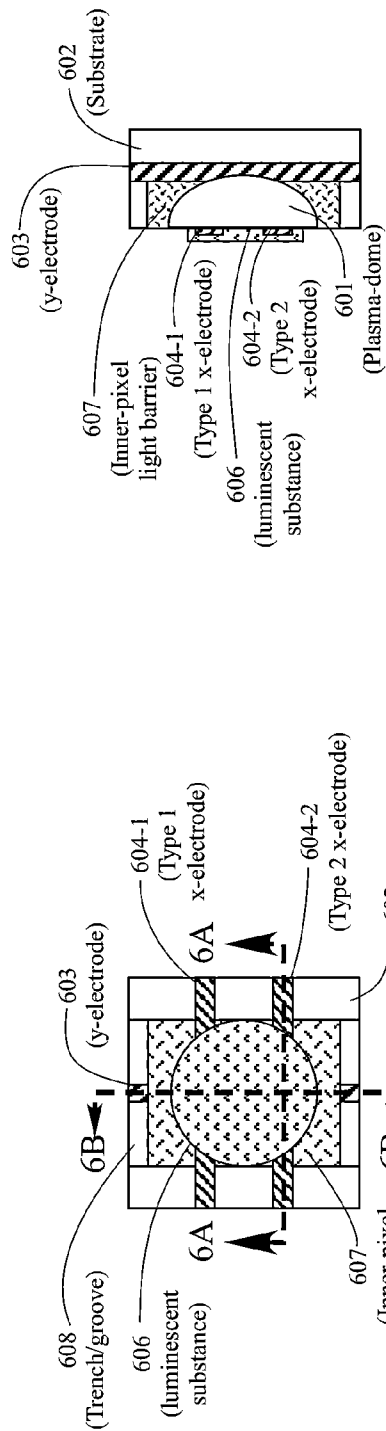 608
(Trench/groove)
606
(luminescent
substance)
603
(y-electrode)
6B
6A
6A
604-1
(Type 1
x-electrode)
604-2
(Type 2 x-electrode)
607
603
(y-electrode)
602
(Substrate)
607
(Inner-pixel
light barrier)
604-1
(Type 1 x-electrode)
606
(luminescent
substance)
604-2
(Type 2
x-electrode)
601
(Plasma-dome)